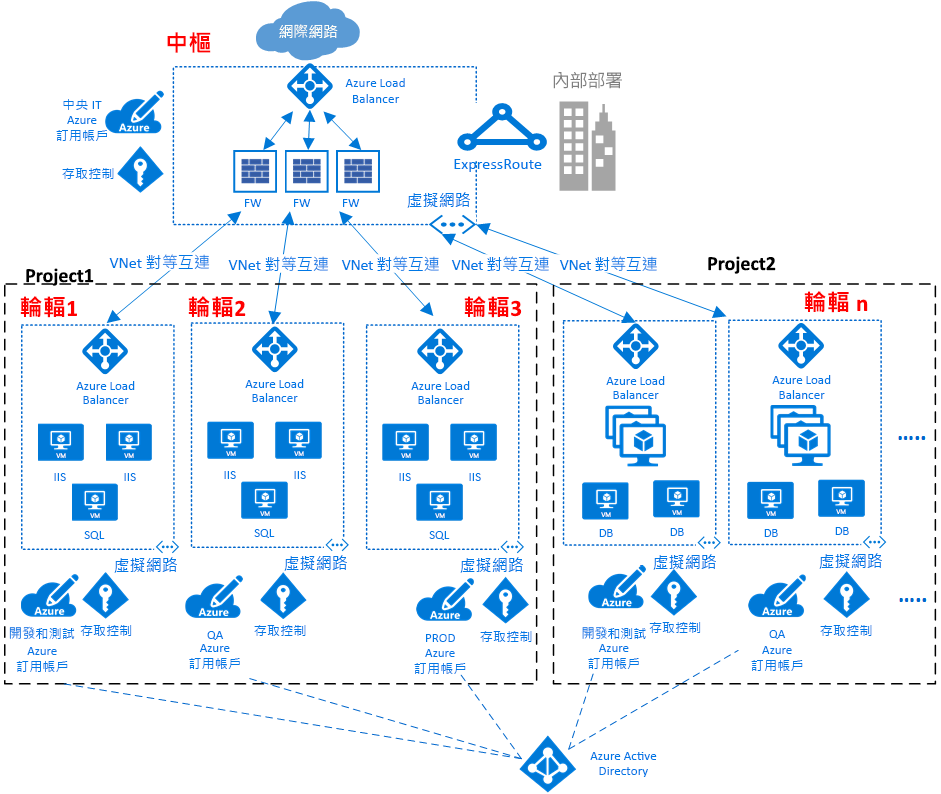 網際網路
中樞
Azure Load
Balancer
中央 IT
Azure
訂用帳戶
Azure
存取控制
FW
FW
FW
虛擬網路
ExpressRoute
內部部署
VNet 對等互連
VNet 對等互連
VNet 對等互連
VNet 對等互連
VNet 對等互連
Project1
Project2
輪輻1
Azure Load
Balancer
VM
VM
IIS
IIS
VM
SQL
虛擬網路
Azure
開發和測試
Azure
訂用帳戶
存取控制
輪輻2
Azure Load
Balancer
VM
VM
IIS
IIS
VM
SQL
虛擬網路
Azure
QA
Azure
訂用帳戶
存取控制
輪輻3
Azure Load
Balancer
VM
VM
IIS
IIS
VM
SQL
虛擬網路
Azure
PROD
Azure
訂用帳戶
存取控制
Azure Load
Balancer
VM
VM
DB
DB
虛擬網路
Azure
開發和測試
Azure
訂用帳戶
存取控制
輪輻 n
Azure Load
Balancer
VM
VM
DB
DB
虛擬網路
Azure
QA
Azure
訂用帳戶
存取控制
.....
.....
Azure Active
Directory